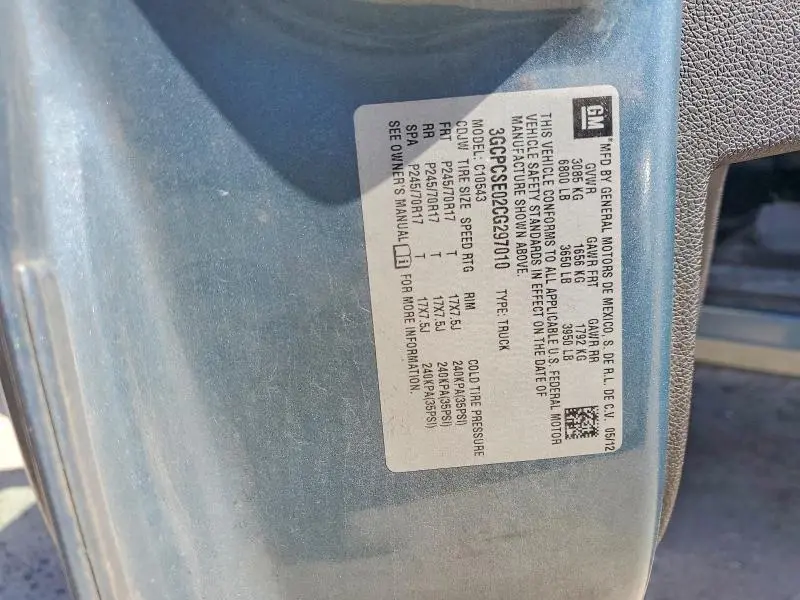 GM
*MFD BY GENERAL MOTORS DE MEXICO, S. DE R.L. DE C.V. 05/12
GVWR GAWR FRT GAWR RR
3085 KG 1656 KG 1792 KG
6800 LB 3650 LB 3950 LB
THIS VEHICLE CONFORMS TO ALL APPLICABLE U.S. FEDERAL MOTOR
VEHICLE SAFETY STANDARDS IN EFFECT ON THE DATE OF
MANUFACTURE SHOWN ABOVE.
3GCPCSE02CG297010 TYPE: TRUCK
MODEL: C10543
CDJW TIRE SIZE SPEED RTG RIM COLD TIRE PRESSURE
FRT P245/70R17 T 17X7.5J 240KPA(35PSI)
RR P245/70R17 T 17X7.5J 240KPA(35PSI)
SPA P245/70R17 T 17X7.5J 240KPA(35PSI)
SEE OWNER'S MANUAL FOR MORE INFORMATION.